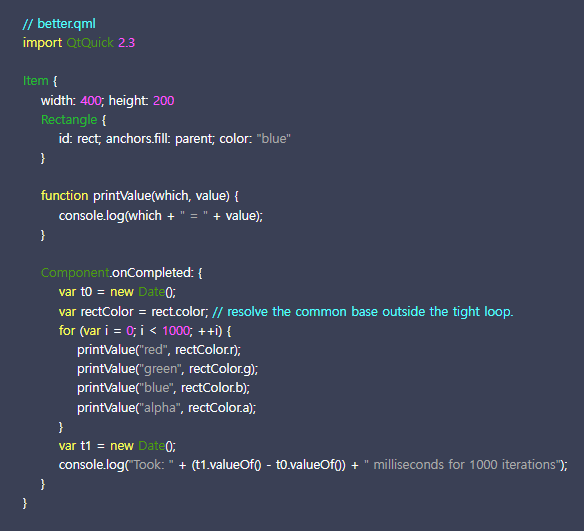 // better.qml
import QtQuick 2.3
Item {
width: 400; height: 200
Rectangle {
id: rect; anchors.fill: parent; color: "blue"
}
function printValue(which, value) {
console.log(which + " = " + value);
}
Component.onCompleted: {
var t0 = new Date();
var rectColor = rect.color; // resolve the common base outside the tight loop.
for (var i = 0; i < 1000; ++i) {
printValue("red", rectColor.r);
printValue("green", rectColor.g);
printValue("blue", rectColor.b);
printValue("alpha", rectColor.a);
}
var t1 = new Date();
console.log("Took: " + (t1.valueOf() - t0.valueOf()) + " milliseconds for 1000 iterations");
}
}